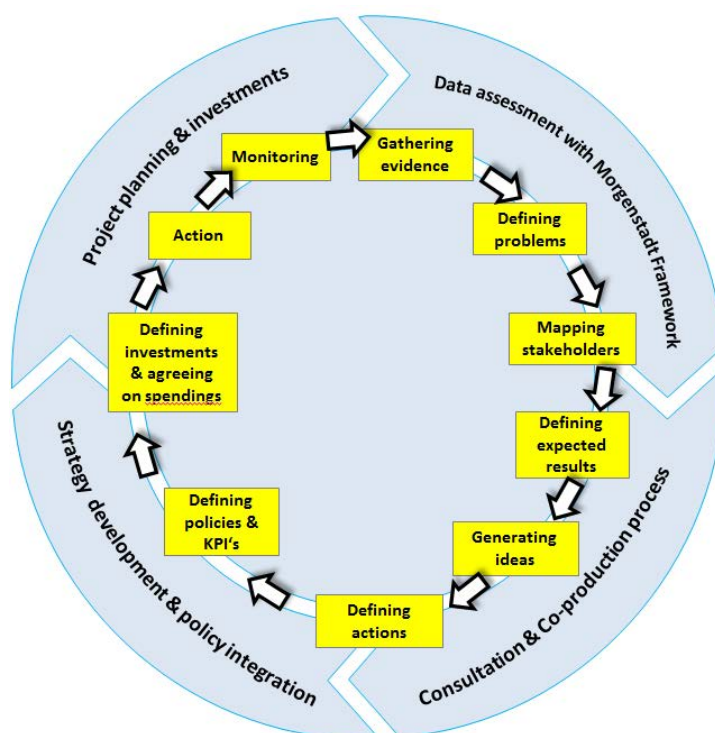 Project planning & investments
Data assessment with Morgenstadt Framework
Consultation & Co-production process
Strategy development & policy integration
Gathering
evidence
Defining
problems
Mapping
stakeholders
Defining
expected
results
Generating
ideas
Defining
actions
Defining
policies &
KPI‘s
Defining
investments
& agreeing
on spendings
Action
Monitoring